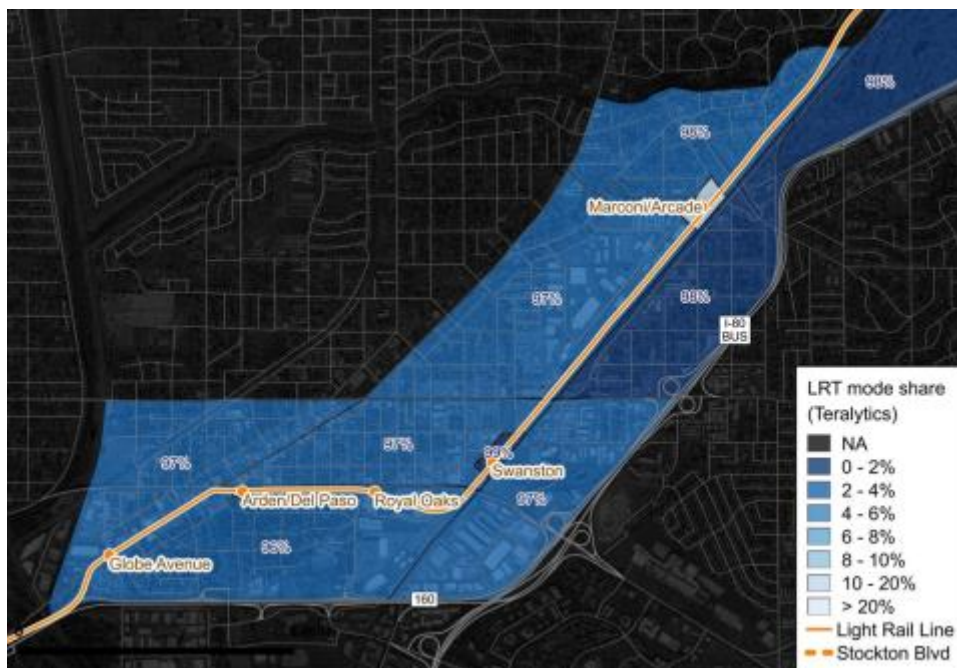 98%
98%
Marconi/Arcade
97%
98%
I-80
BUS
97%
97%
99%
Swanston
97%
Arden/Del Paso
Royal Oaks
Globe Avenue
160
LRT mode share
(Teralytics)
NA
0 - 2%
2 - 4%
4 - 6%
6 - 8%
8 - 10%
10 - 20%
> 20%
Light Rail Line
Stockton Blvd